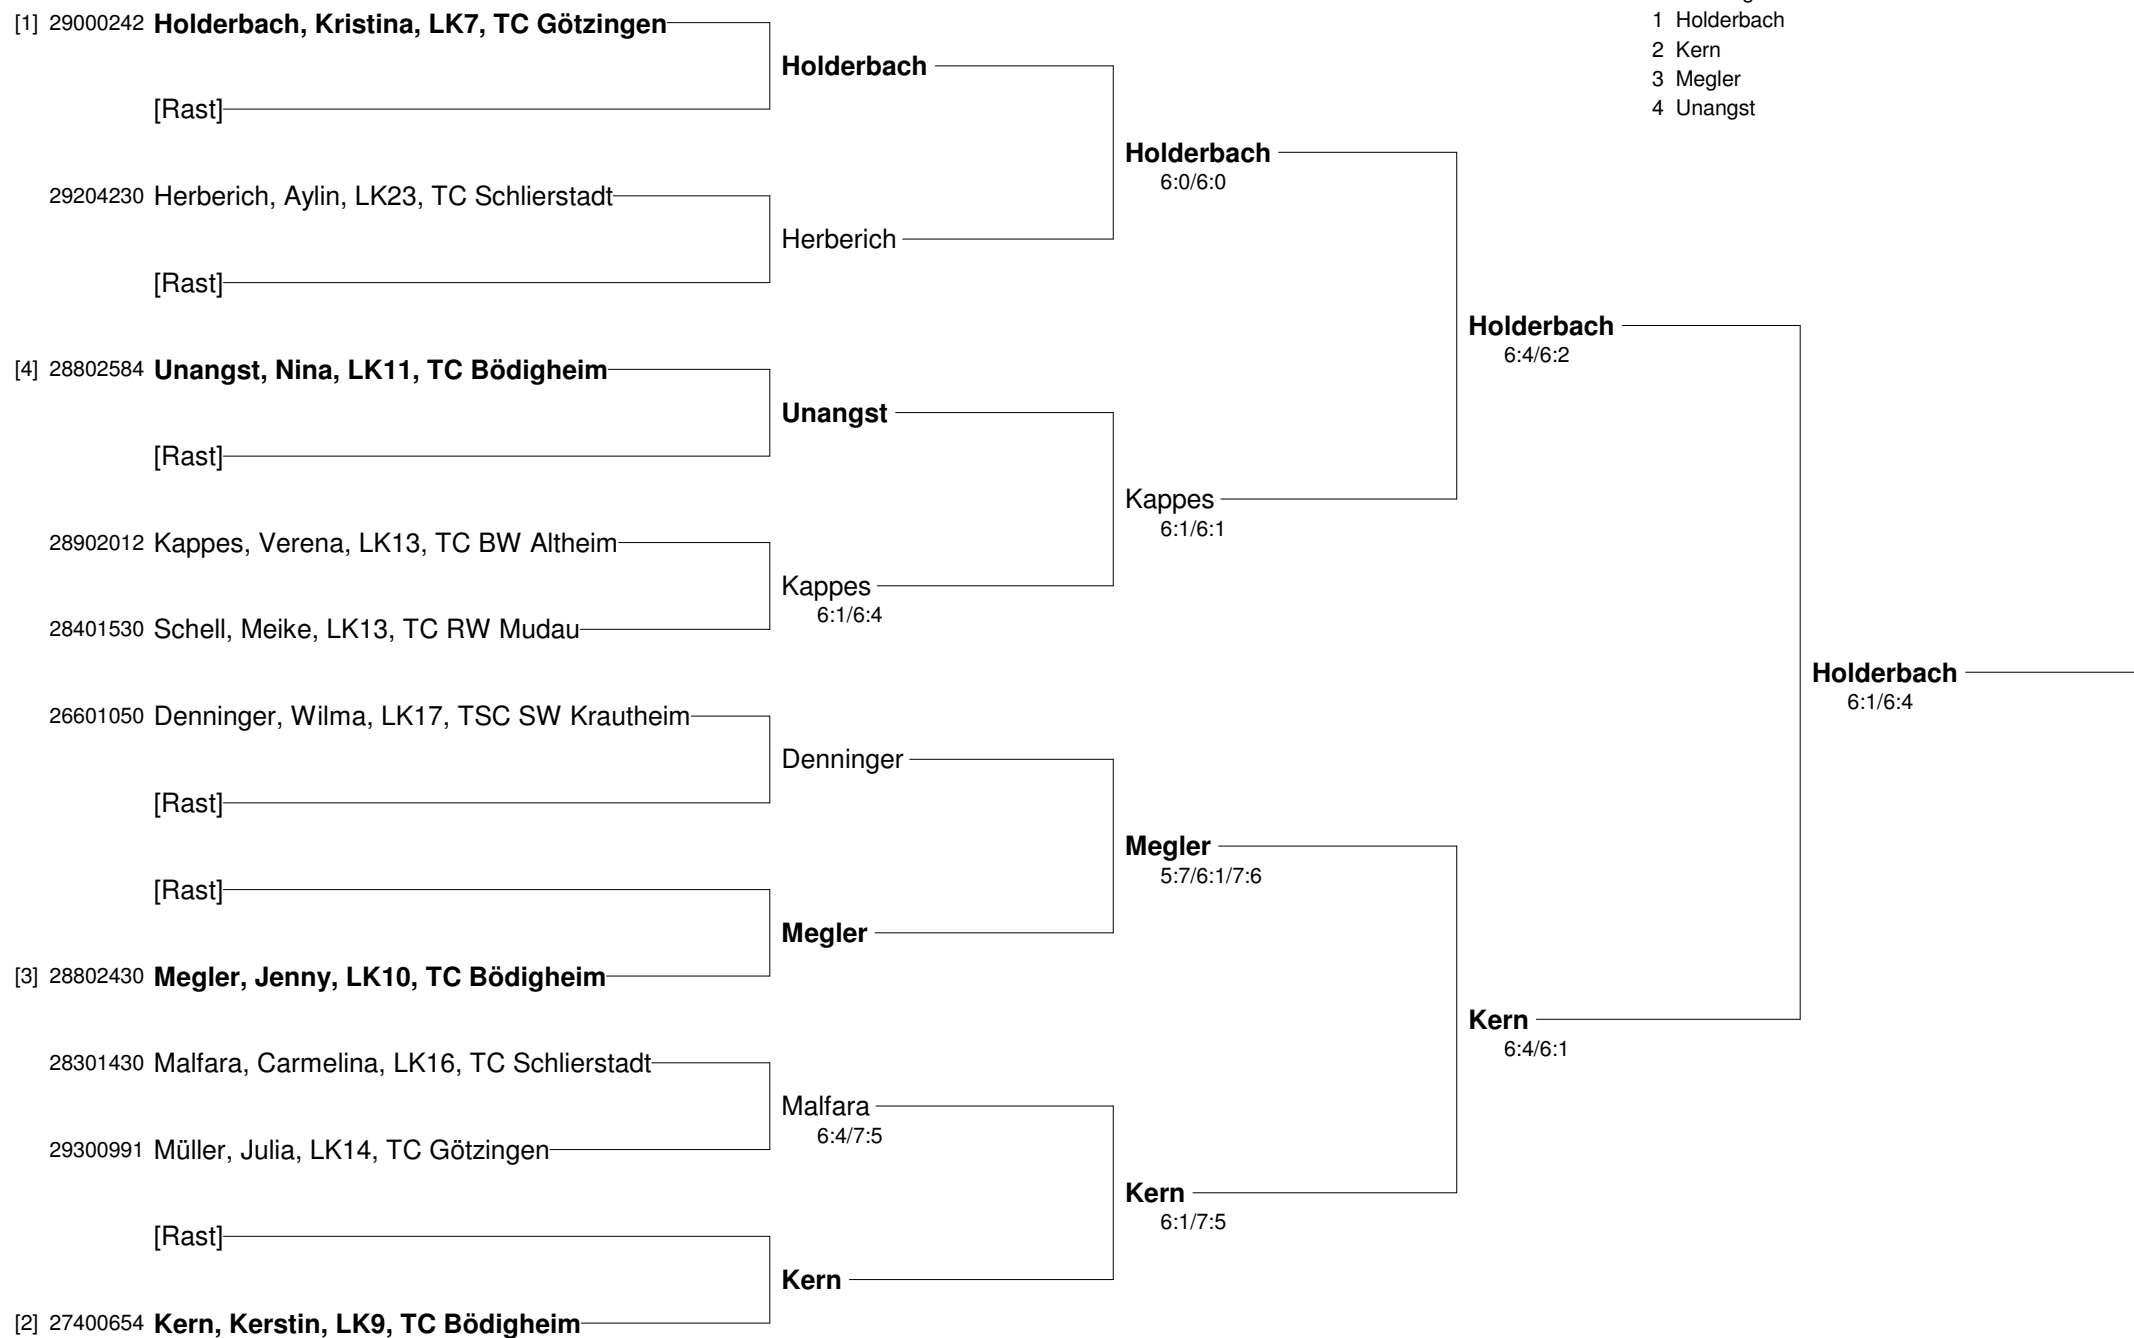 [1] 29000242 Holderbach, Kristina, LK7, TC Götzingen
[Rast]
29204230 Herberich, Aylin, LK23, TC Schlierstadt
[Rast]
[4] 28802584 Unangst, Nina, LK11, TC Bödigheim
[Rast]
28902012 Kappes, Verena, LK13, TC BW Altheim
28401530 Schell, Meike, LK13, TC RW Mudau
26601050 Denninger, Wilma, LK17, TSC SW Krautheim
[Rast]
[Rast]
[3] 28802430 Megler, Jenny, LK10, TC Bödigheim
28301430 Malfara, Carmelina, LK16, TC Schlierstadt
29300991 Müller, Julia, LK14, TC Götzingen
[Rast]
[2] 27400654 Kern, Kerstin, LK9, TC Bödigheim
Holderbach
Herberich
Unangst
Kappes
6:1/6:4
Denninger
Megler
Malfara
6:4/7:5
Kern
Holderbach
6:0/6:0
Kappes
6:1/6:1
Megler
5:7/6:1/7:6
Kern
6:1/7:5
Holderbach
6:4/6:2
Kern
6:4/6:1
Holderbach
6:1/6:4
1 Holderbach
2 Kern
3 Megler
4 Unangst